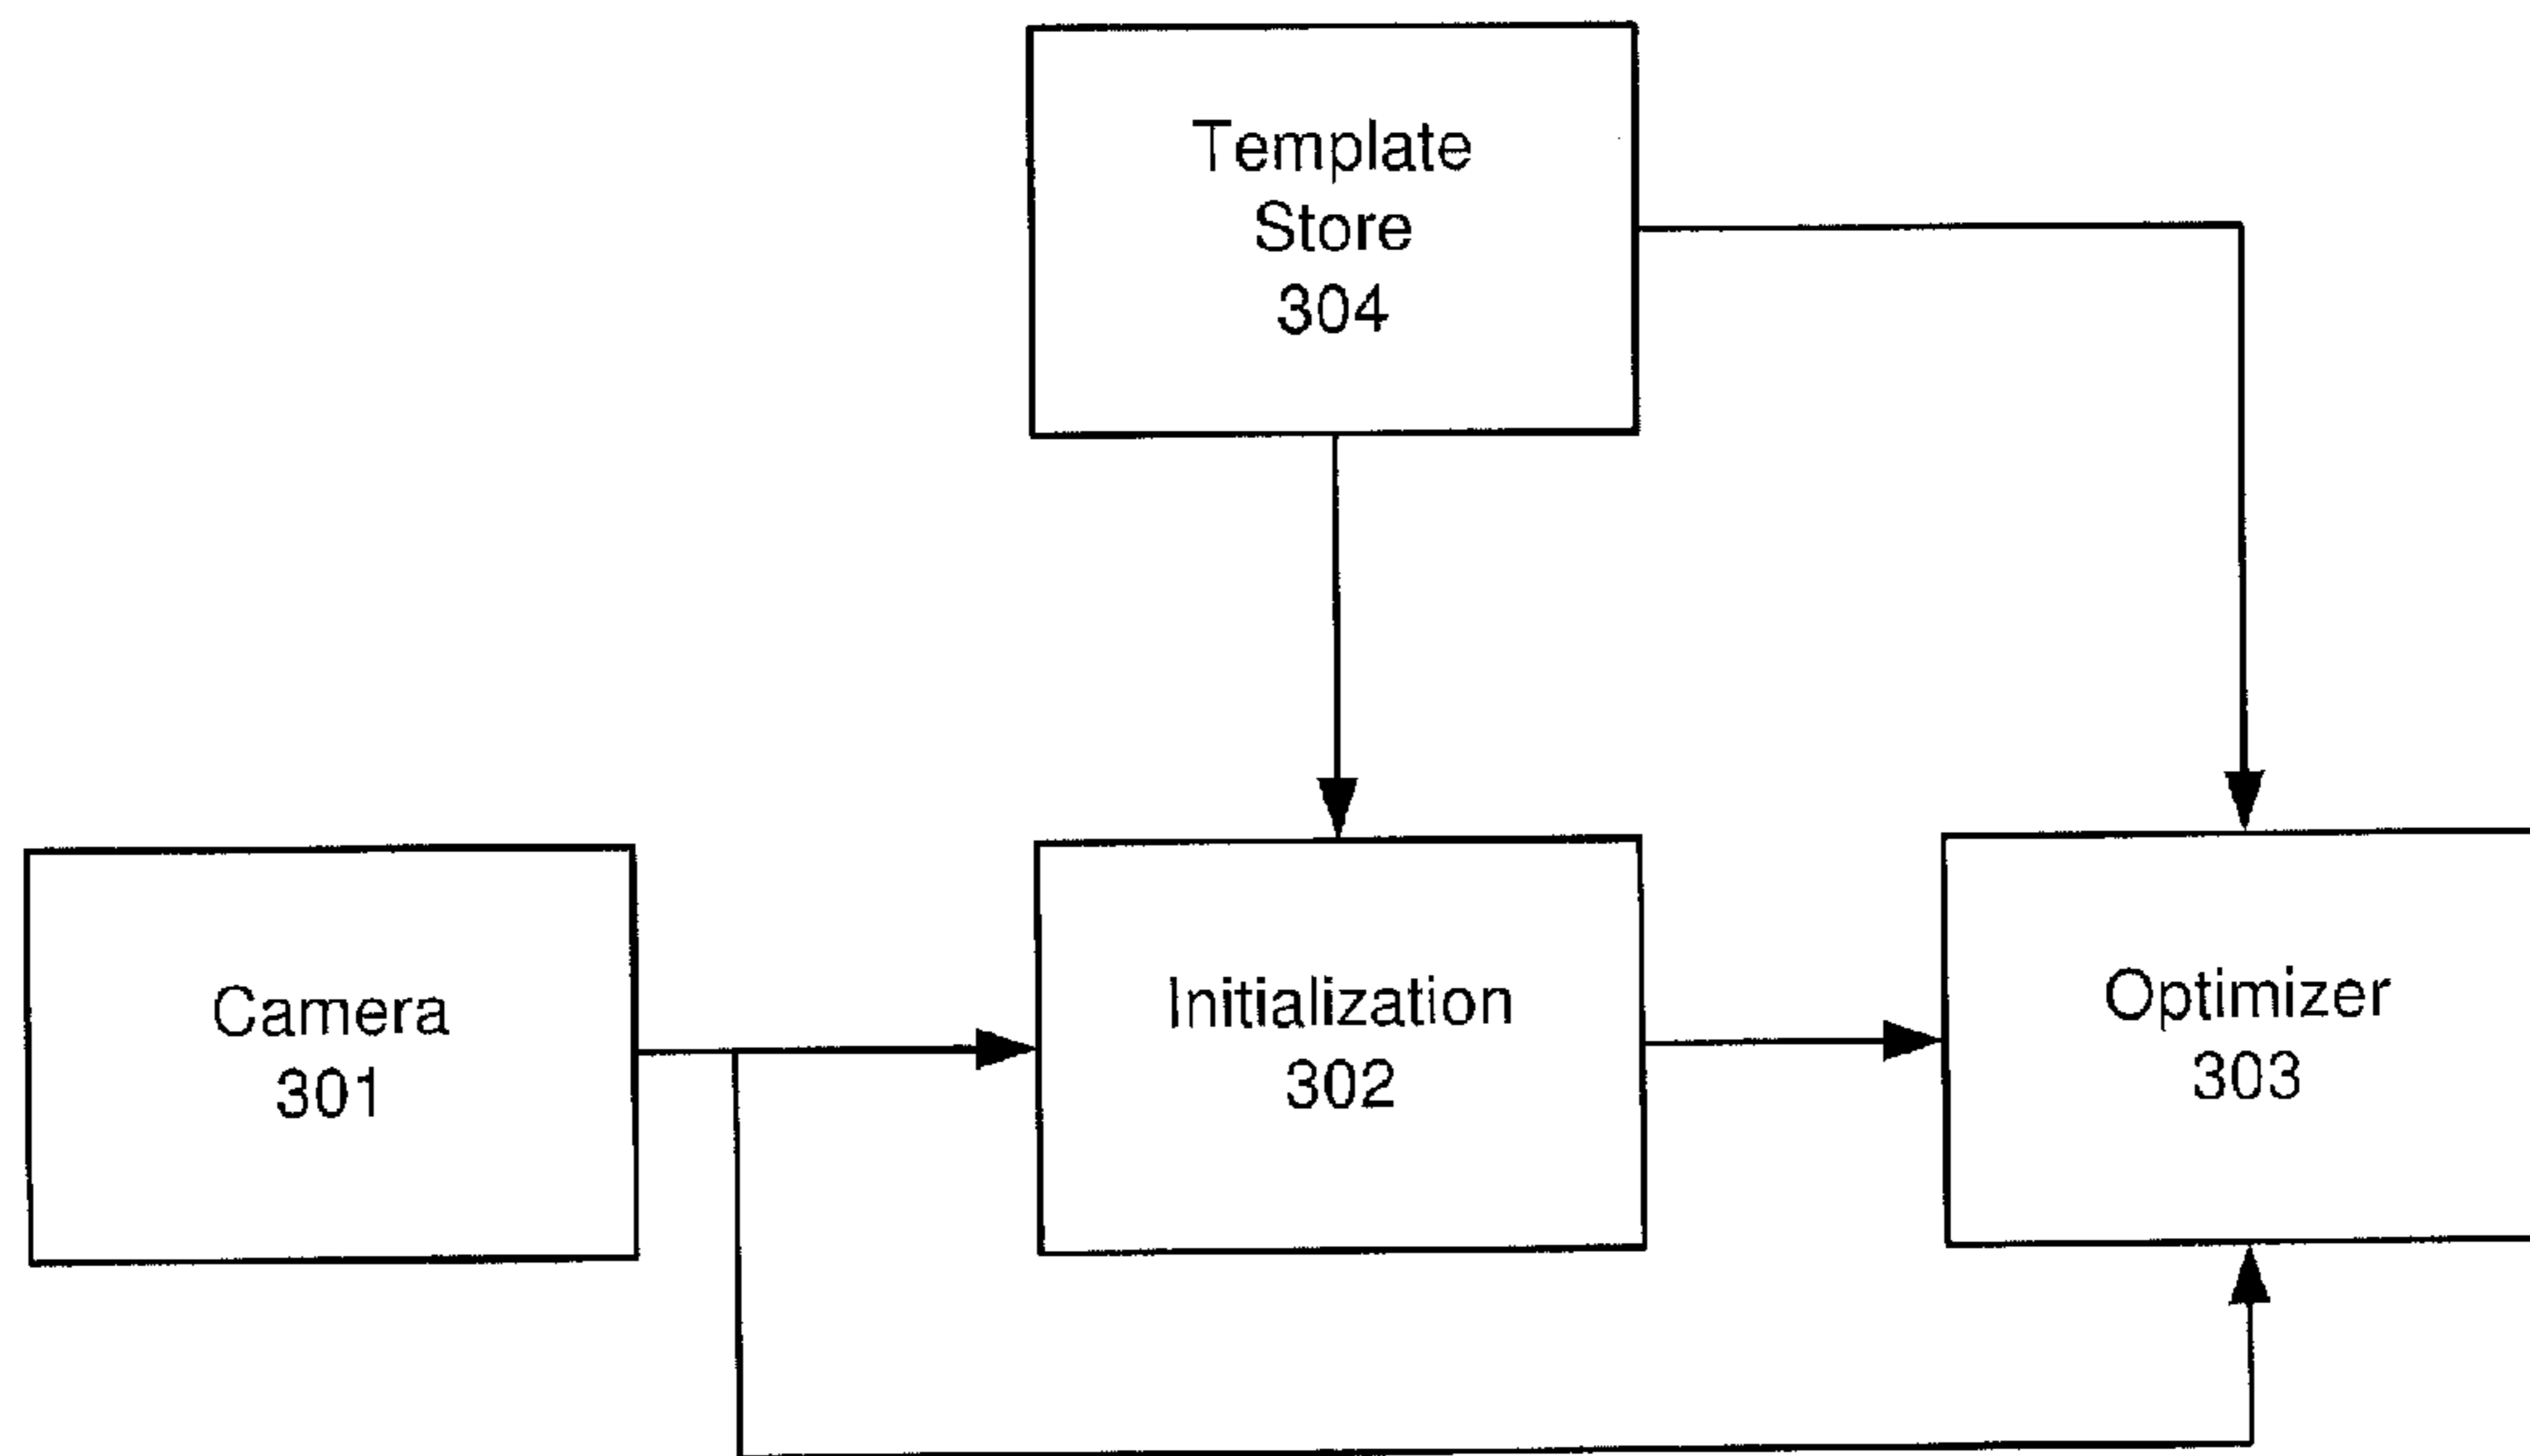 Template
Store
304
Camera
301
Initialization
302
Optimizer
303